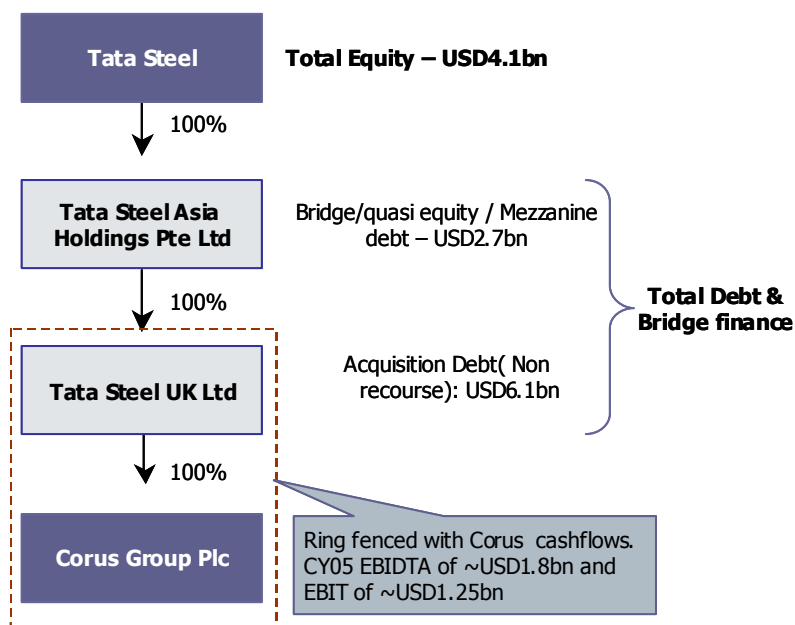 Tata Steel
Total Equity – USD4.1bn
100%
Tata Steel Asia
Holdings Pte Ltd
Bridge/quasi equity / Mezzanine
debt – USD2.7bn
100%
Total Debt &
Bridge finance
Tata Steel UK Ltd
Acquisition Debt( Non
recourse): USD6.1bn
100%
Corus Group Plc
Ring fenced with Corus cashflows.
CY05 EBIDTA of ~USD1.8bn and
EBIT of ~USD1.25bn